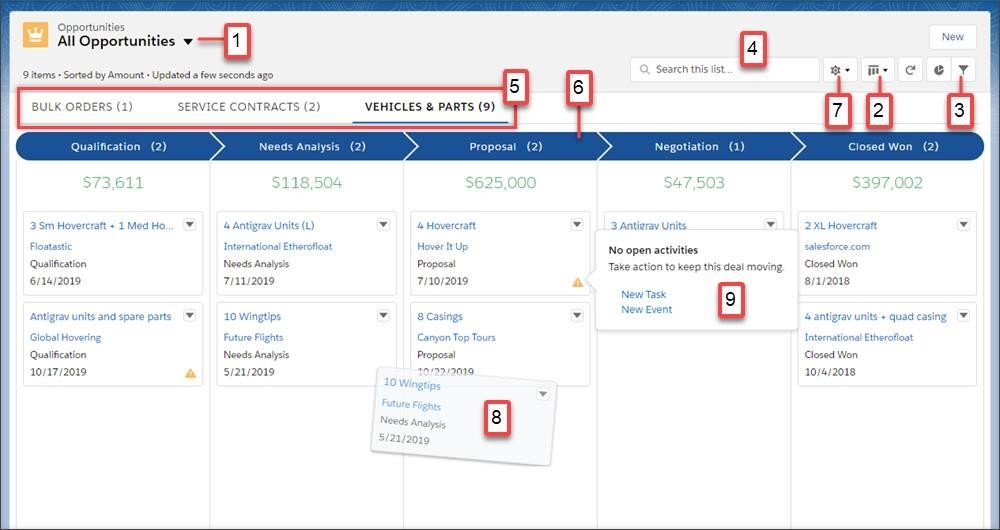 Opportunities
All Opportunities
1
New
9 items • Sorted by Amount • Updated a few seconds ago
4
Search this list...
7
2
3
BULK ORDERS (1)
SERVICE CONTRACTS (2)
VEHICLES & PARTS (9)
5
6
Qualification (2)
Needs Analysis (2)
Proposal (2)
Negotiation (1)
Closed Won (2)
$73,611
$118,504
$625,000
$47,503
$397,002
3 Sm Hovercraft + 1 Med Ho...
Floatastic
Qualification
6/14/2019
Antigrav units and spare parts
Global Hovering
Qualification
10/17/2019
4 Antigrav Units (L)
International Etherofloat
Needs Analysis
7/11/2019
10 Wingtips
Future Flights
Needs Analysis
5/21/2019
4 Hovercraft
Hover It Up
Proposal
7/10/2019
8 Casings
Canyon Top Tours
Proposal
10/22/2019
10 Wingtips
Future Flights
Needs Analysis
5/21/2019
8
3 Antigrav Units
No open activities
Take action to keep this deal moving.
New Task
New Event
9
2 XL Hovercraft
salesforce.com
Closed Won
8/1/2018
4 antigrav units + quad casing
International Etherofloat
Closed Won
10/4/2018